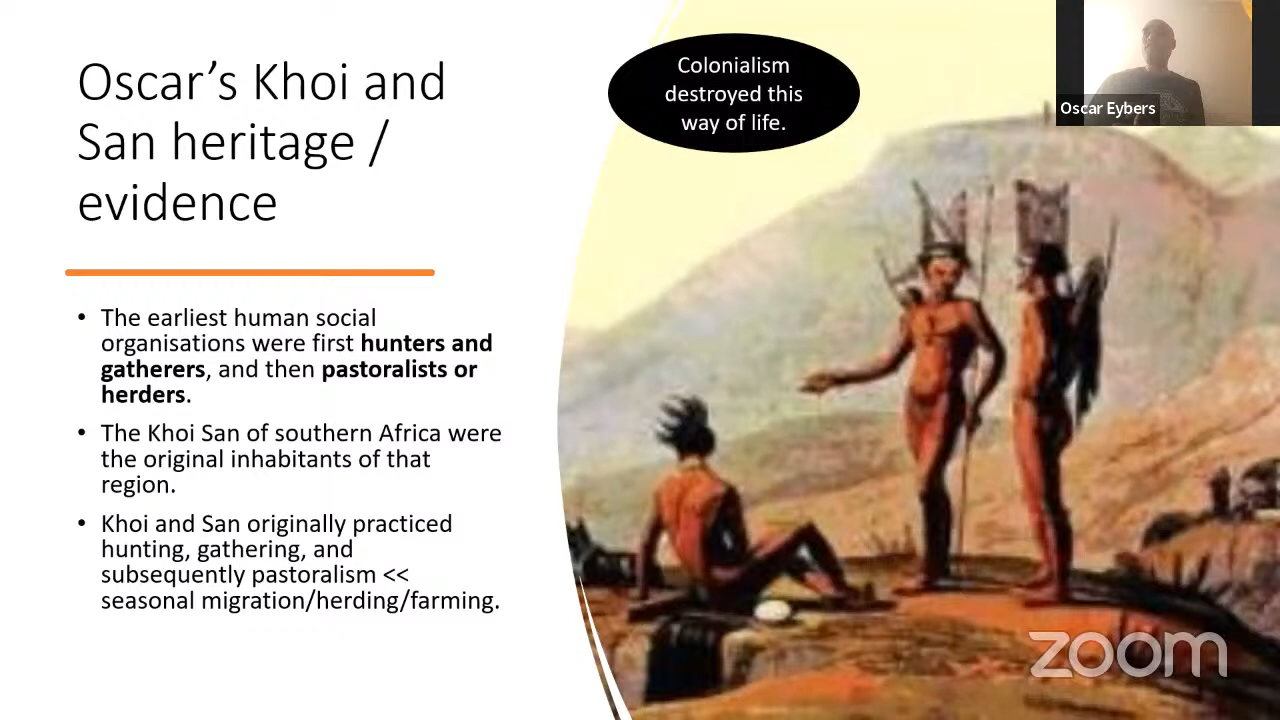 Oscar's Khoi and
San heritage /
evidence
Colonialism
destroyed this
way of life.
Oscar Eybers
• The earliest human social
organisations were first hunters and
gatherers, and then pastoralists or
herders.
• The Khoi San of southern Africa were
the original inhabitants of that
region.
• Khoi and San originally practiced
hunting, gathering, and
subsequently pastoralism <<
seasonal migration/herding/farming.
zoom